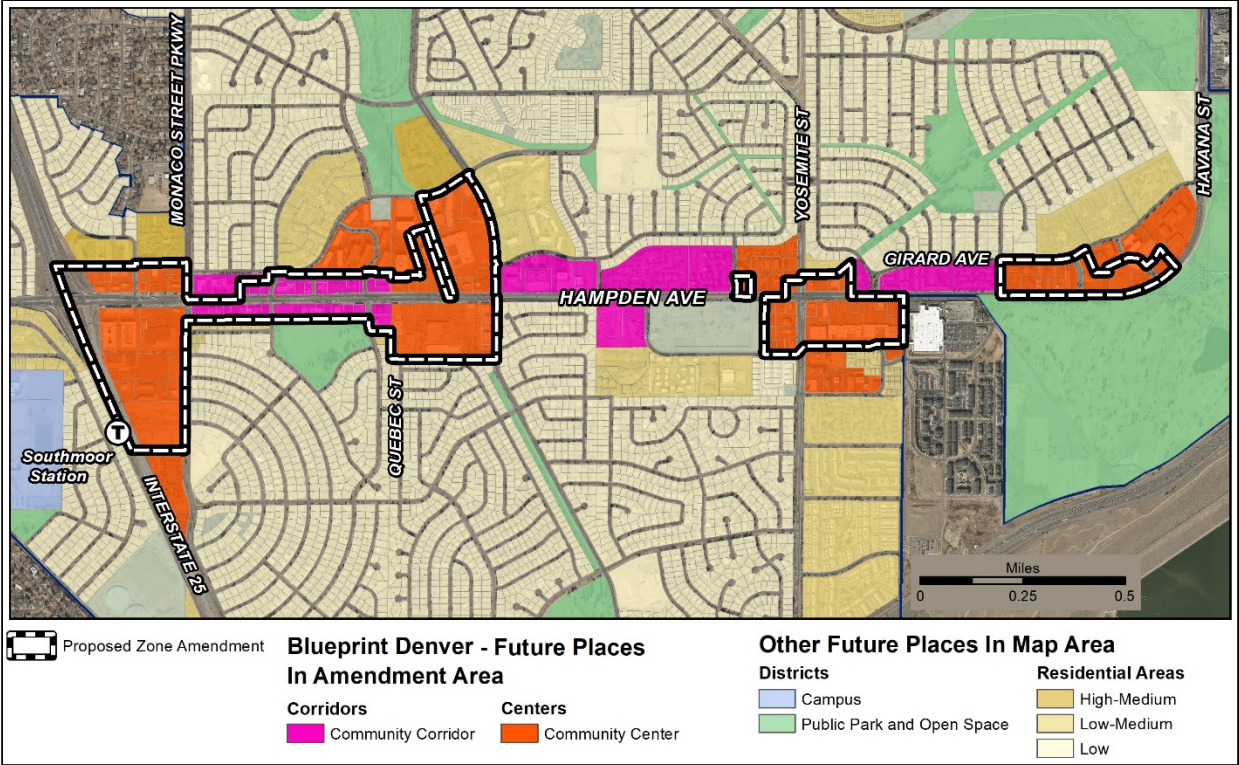 MONACO STREET PKWY
YOSEMITE ST
HAVANA ST
GIRARD AVE
HAMPDEN AVE
QUEBEC ST
T
Southmoor
Station
INTERSTATE 25
Miles
0 0.25 0.5
Proposed Zone Amendment
Blueprint Denver - Future Places
In Amendment Area
Corridors
Community Corridor
Centers
Community Center
Other Future Places In Map Area
Districts
Campus
Public Park and Open Space
Residential Areas
High-Medium
Low-Medium
Low